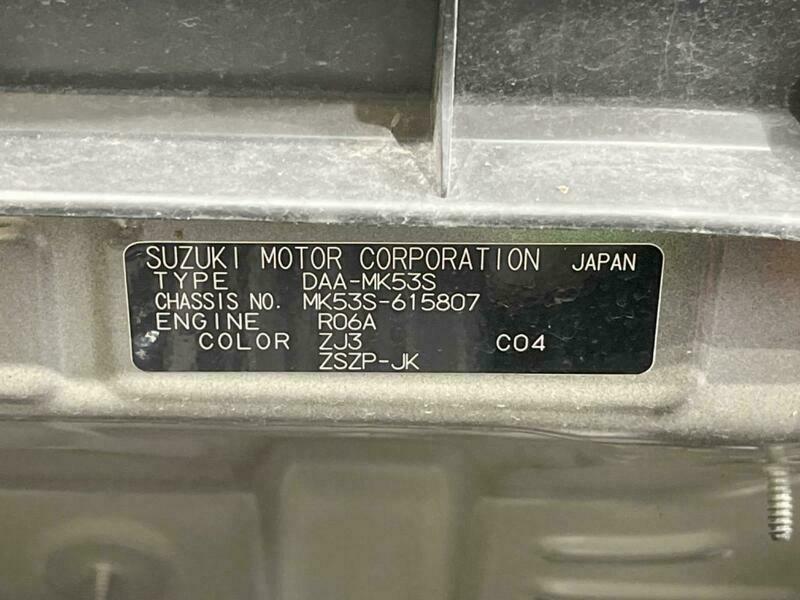 SUZUKI MOTOR CORPORATION JAPAN
TYPE DAA-MK53S
CHASSIS NO. MK53S-615807
ENGINE R06A
COLOR ZJ3 C04
ZSZP-JK